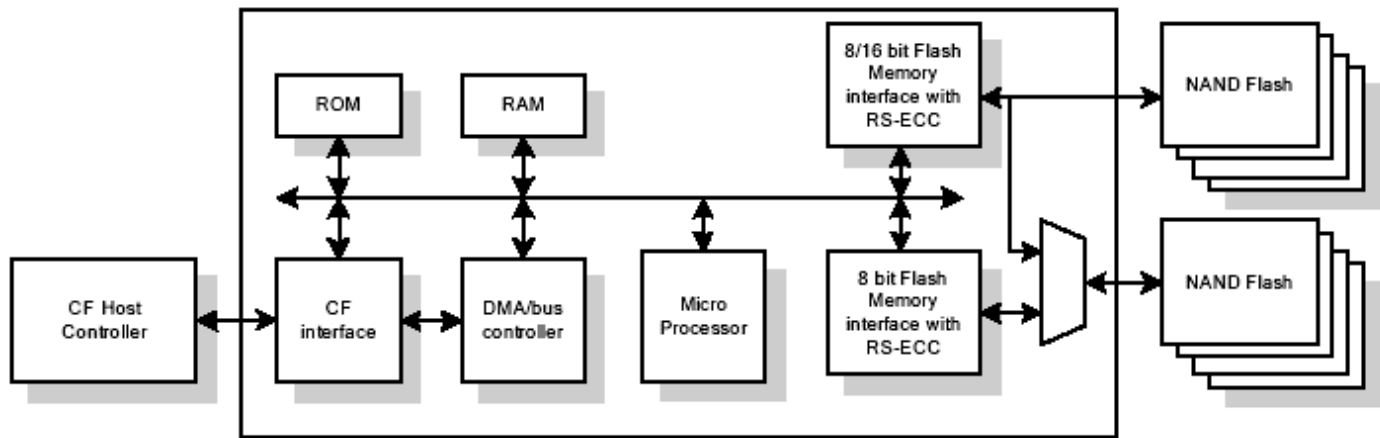 ROM
RAM
8/16 bit Flash
Memory
interface with
RS-ECC
NAND Flash
CF Host
Controller
CF
interface
DMA/bus
controller
Micro
Processor
8 bit Flash
Memory
interface with
RS-ECC
NAND Flash